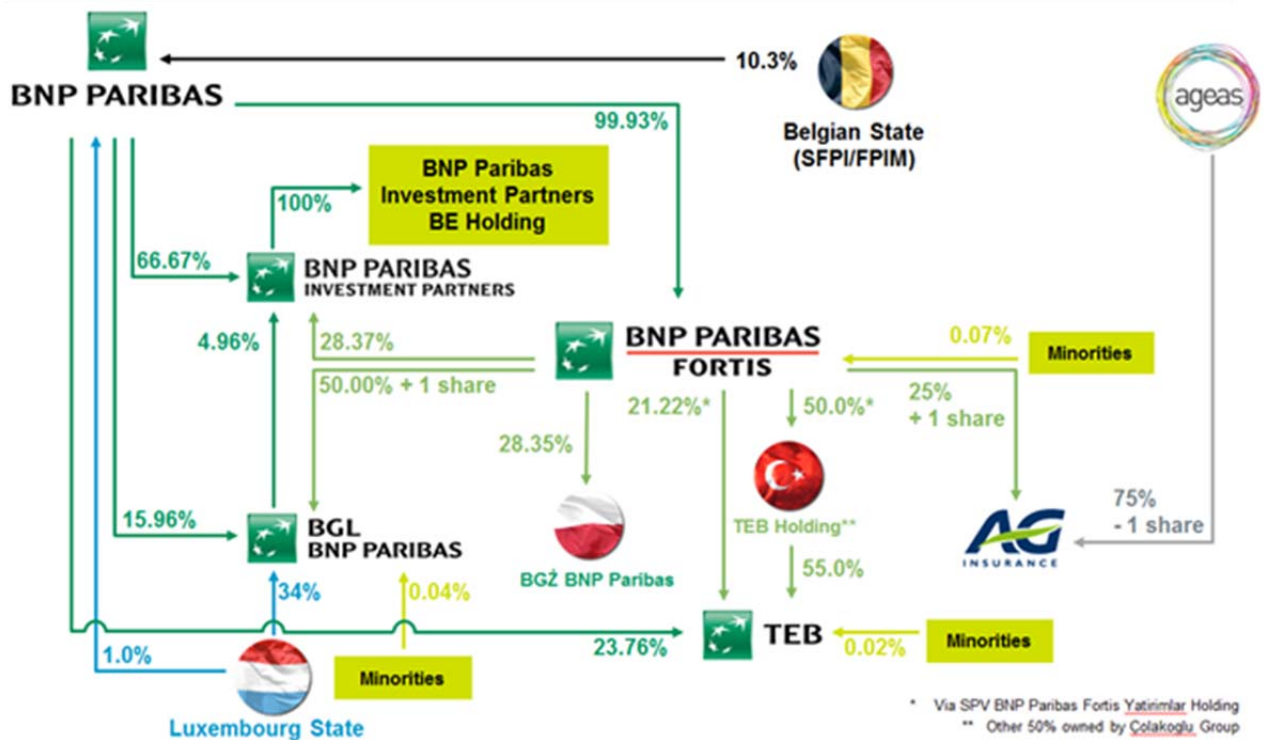 BNP PARIBAS
10.3%
Belgian State
(SFPI/FPIM)
ageas
99.93%
BNP Paribas
Investment Partners
BE Holding
100%
66.67%
BNP PARIBAS
INVESTMENT PARTNERS
4.96%
28.37%
50.00% + 1 share
BNP PARIBAS
FORTIS
0.07%
Minorities
21.22%*
50.0%*
25%
+ 1 share
28.35%
75%
- 1 share
15.96%
BGL
BNP PARIBAS
BGŻ BNP Paribas
TEB Holding**
AG
INSURANCE
55.0%
34%
0.04%
23.76%
TEB
0.02%
Minorities
1.0%
Minorities
Luxembourg State
* Via SPV BNP Paribas Fortis Yatirimlar Holding
** Other 50% owned by Çolakoglu Group